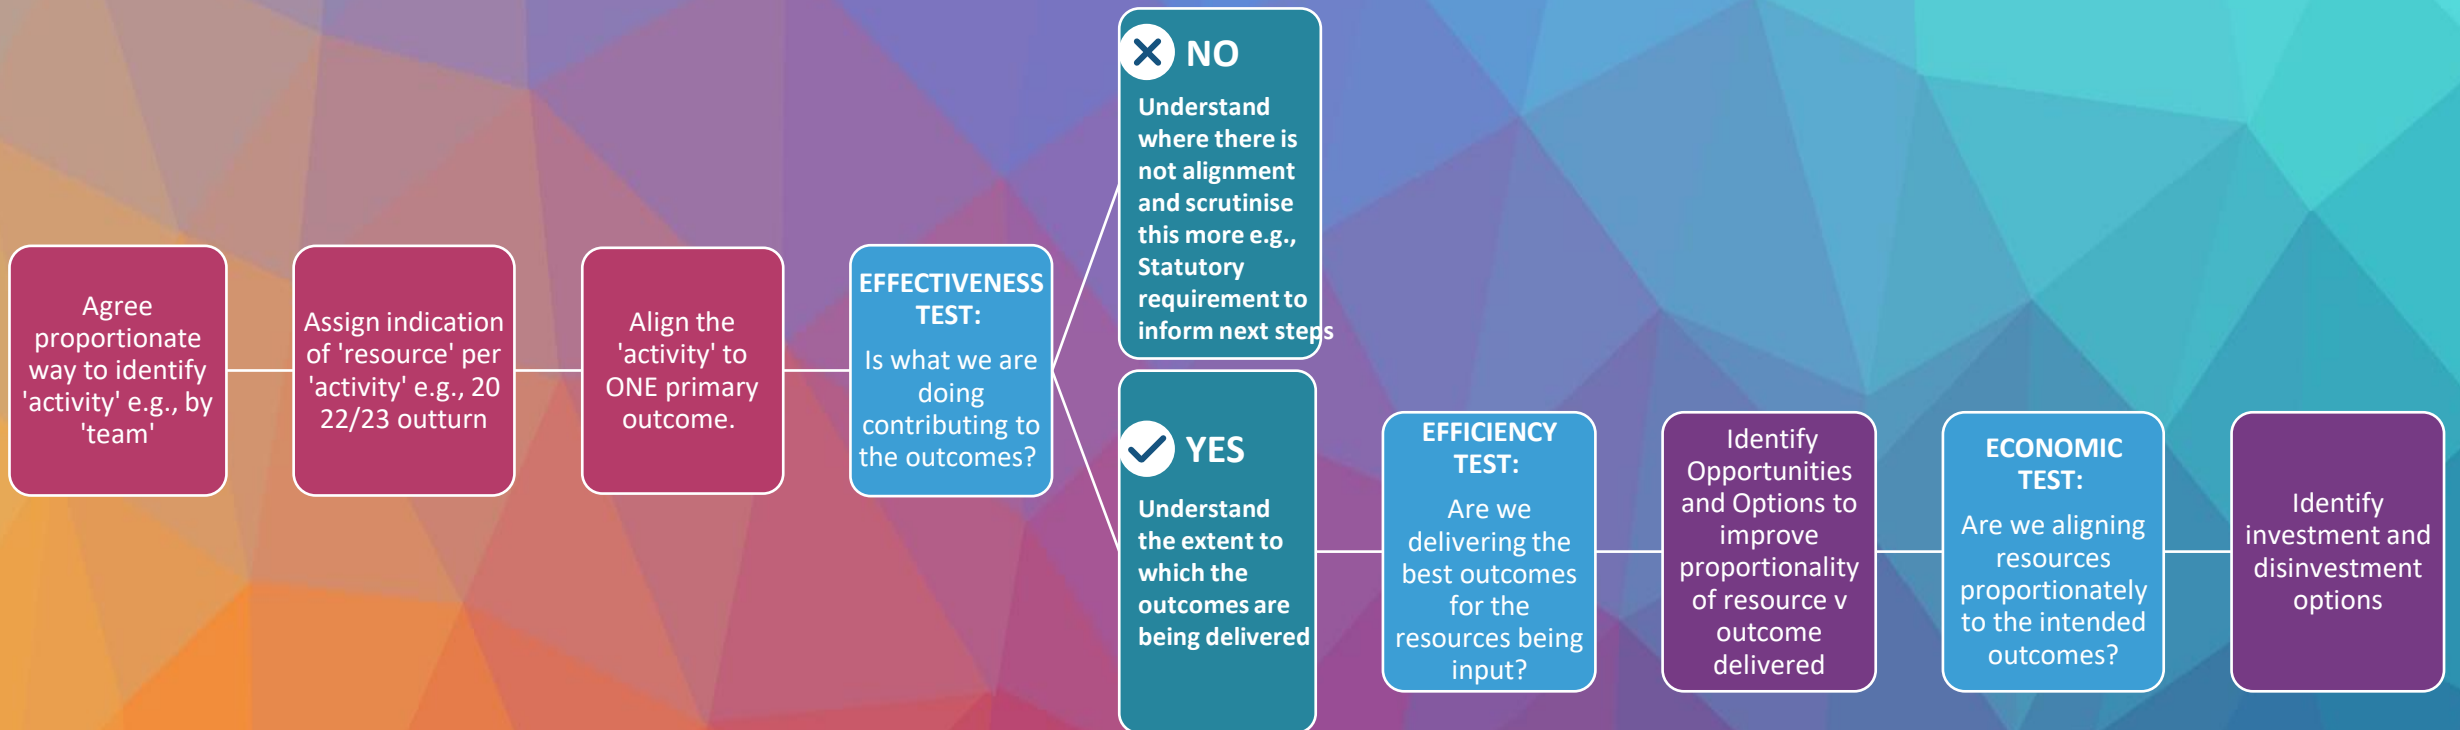 Agree
proportionate
way to identify
'activity' e.g., by
'team'
Assign indication
of 'resource' per
'activity' e.g., 20
22/23 outturn
Align the
'activity' to
ONE primary
outcome.
EFFECTIVENESS
TEST:
Is what we are
doing
contributing to
the outcomes?
NO
Understand
where there is
not alignment
and scrutinise
this more e.g.,
Statutory
requirement to
inform next steps
YES
Understand
the extent to
which the
outcomes are
being delivered
EFFICIENCY
TEST:
Are we
delivering the
best outcomes
for the
resources being
input?
Identify
Opportunities
and Options to
improve
proportionality
of resource v
outcome
delivered
ECONOMIC
TEST:
Are we aligning
resources
proportionately
to the intended
outcomes?
Identify
investment and
disinvestment
options